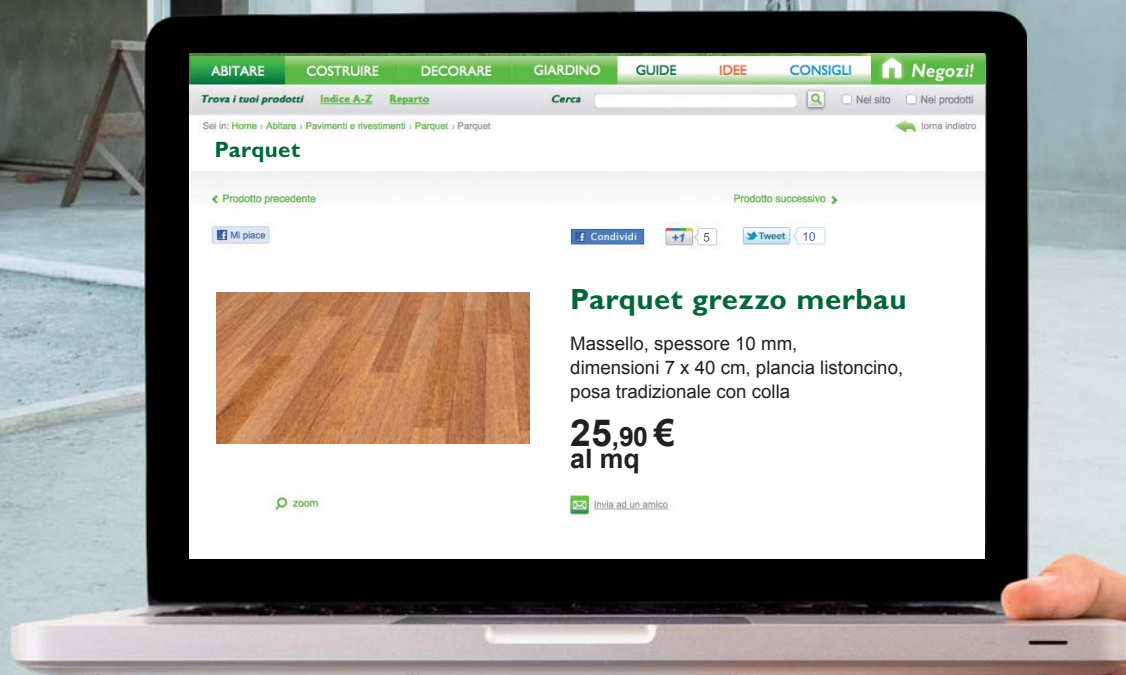 ABITARE COSTRUIRE DECORARE GIARDINO GUIDE IDEE CONSIGLI Negozi!
Trova i tuoi prodotti Indice A-Z Reparto Cerca Nel sito Nei prodotti
Sei in: Home › Abitare › Pavimenti e rivestimenti › Parquet › Parquet torna indietro
Parquet
Prodotto precedente Prodotto successivo
Mi piace Condividi +1 5 Tweet 10
Parquet grezzo merbau
Massello, spessore 10 mm,
dimensioni 7 x 40 cm, plancia listoncino,
posa tradizionale con colla
25,90 €
al mq
zoom Invia ad un amico